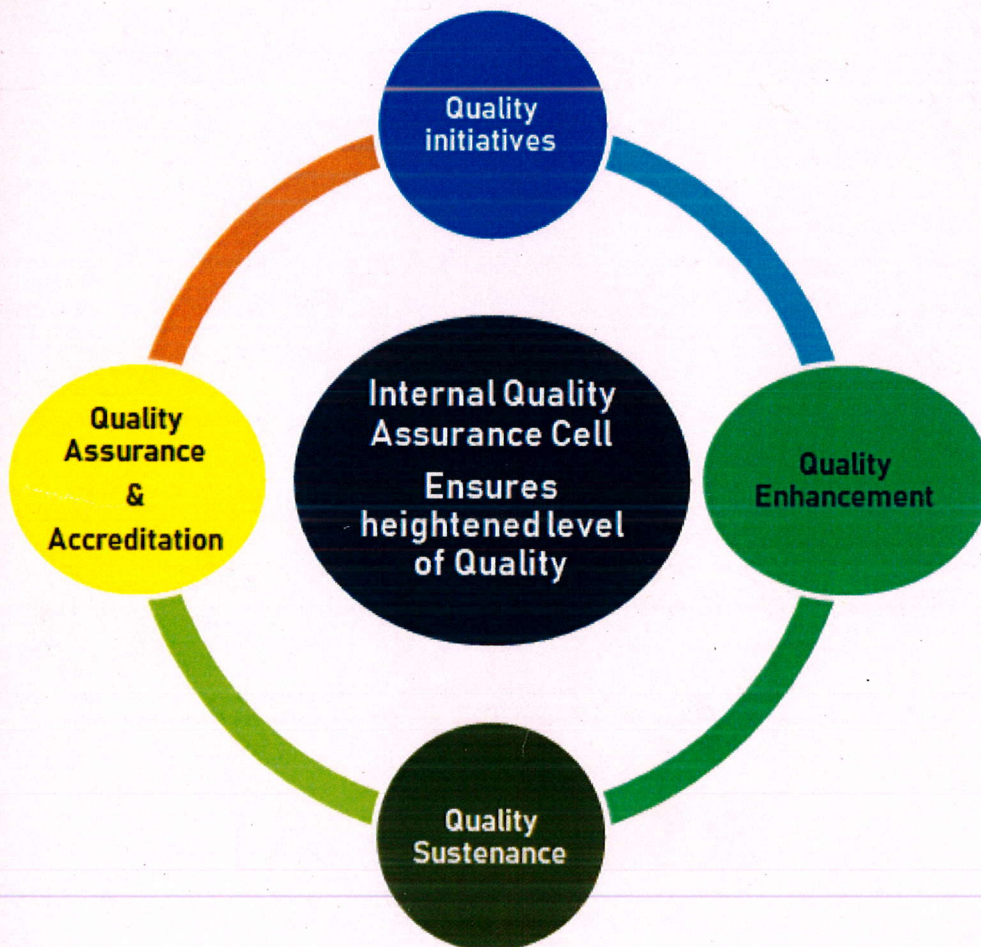 Quality
initiatives
Quality
Assurance
&
Accreditation
Internal Quality
Assurance Cell
Ensures
heightened level
of Quality
Quality
Enhancement
Quality
Sustenance